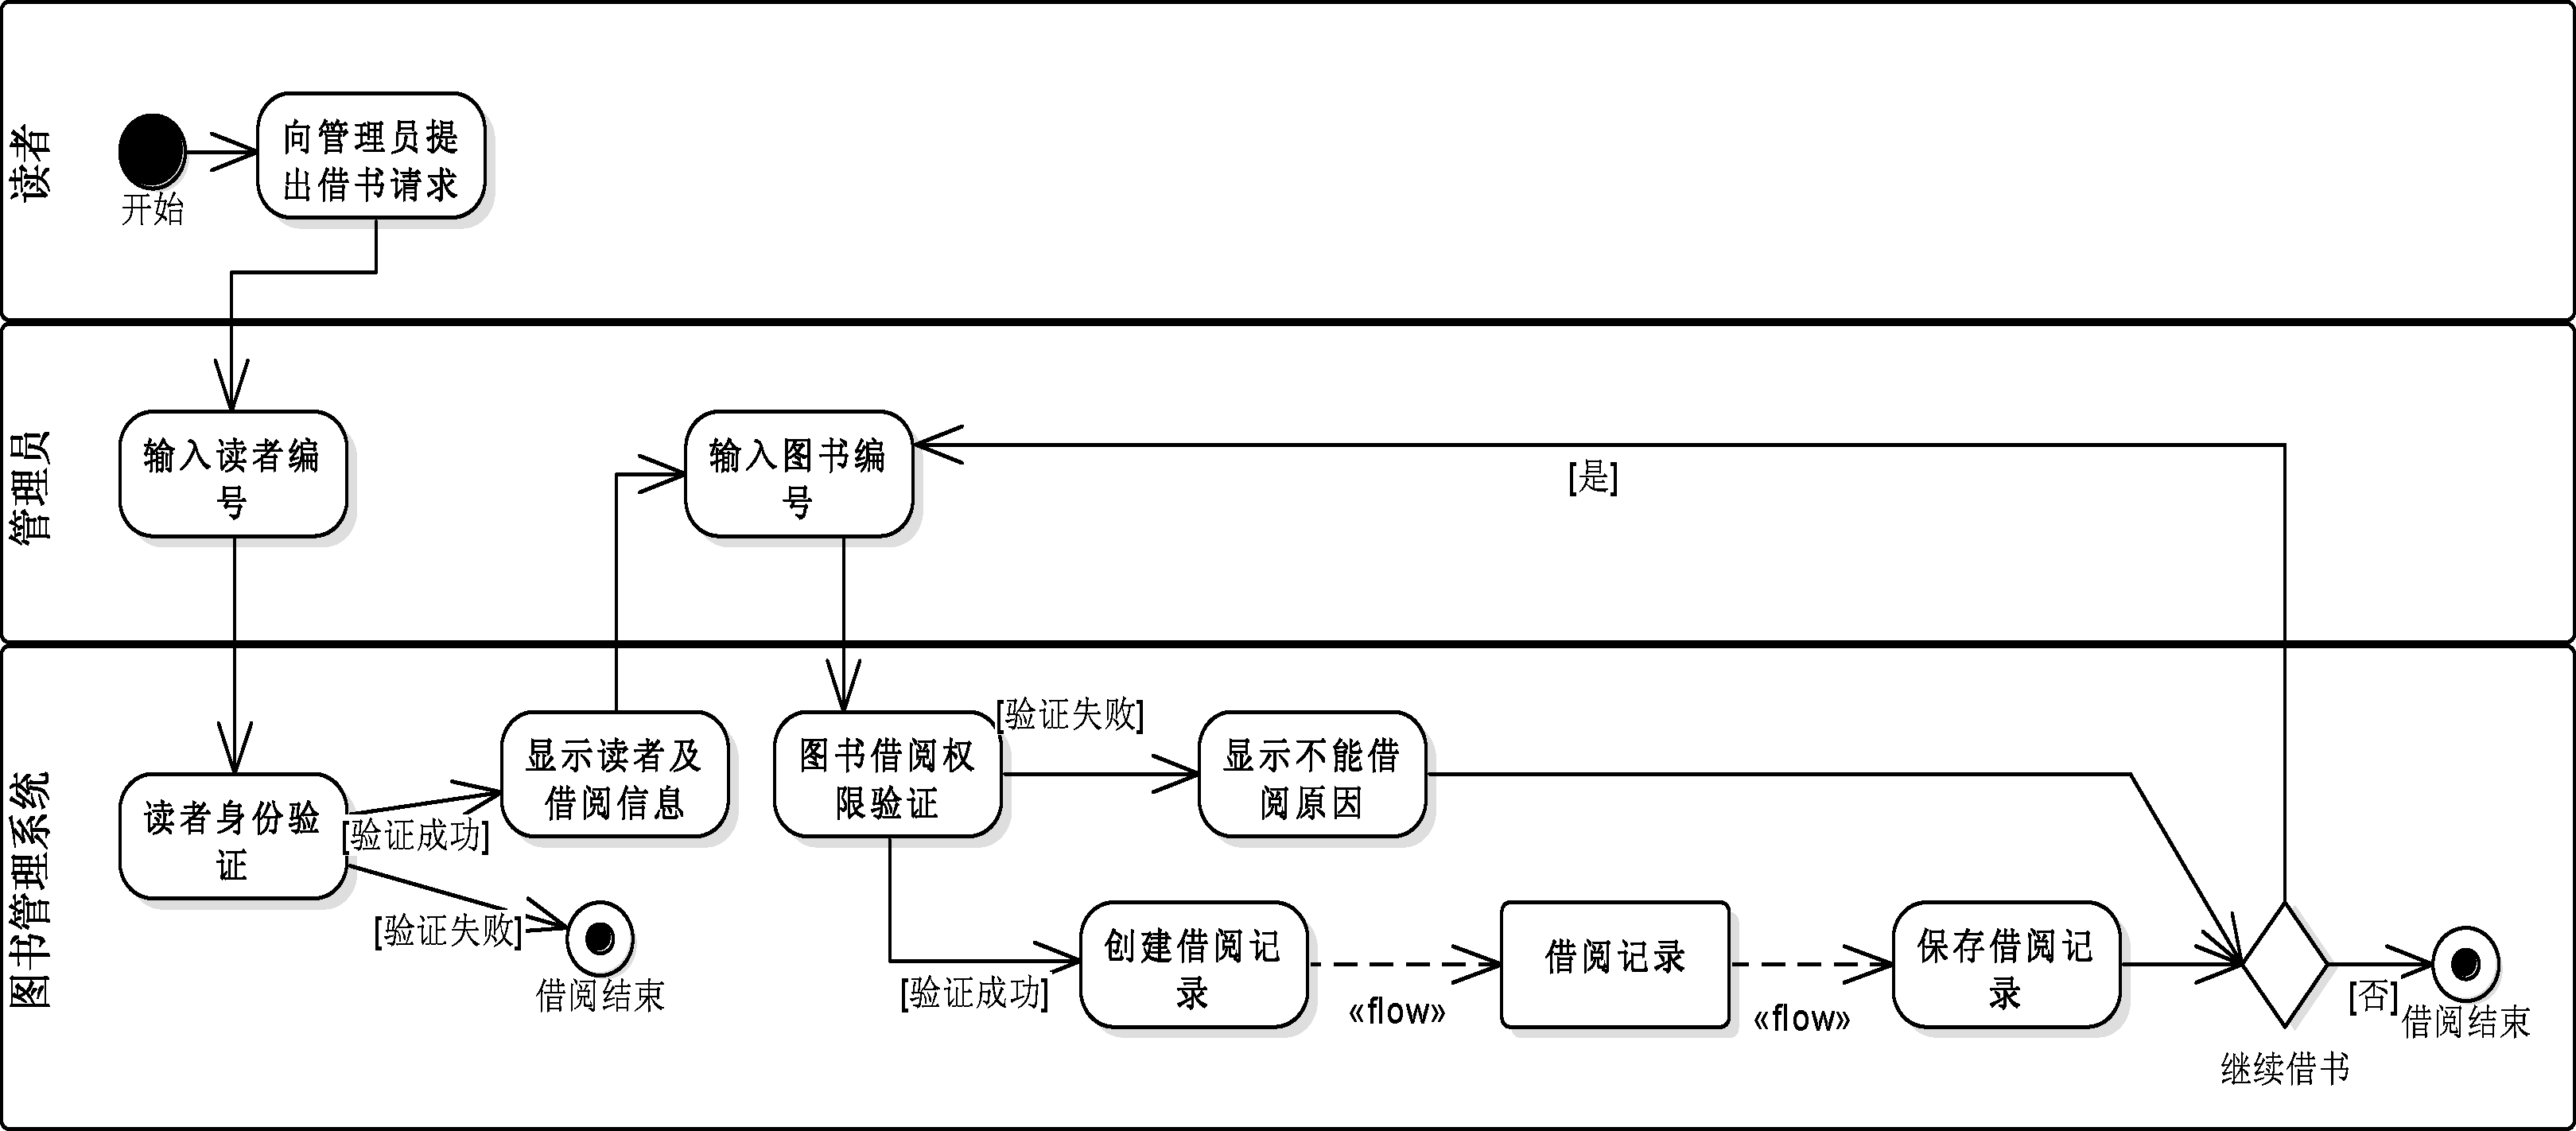 读者
开始
向管理员提
出借书请求
管理员
输入读者编
号
输入图书编
号
[是]
图书管理系统
读者身份验
证
[验证成功]
[验证失败]
显示读者及
借阅信息
借阅结束
图书借阅权
限验证
[验证失败]
显示不能借
阅原因
[验证成功]
创建借阅记
录
«flow»
借阅记录
«flow»
保存借阅记
录
继续借书
[否]
借阅结束